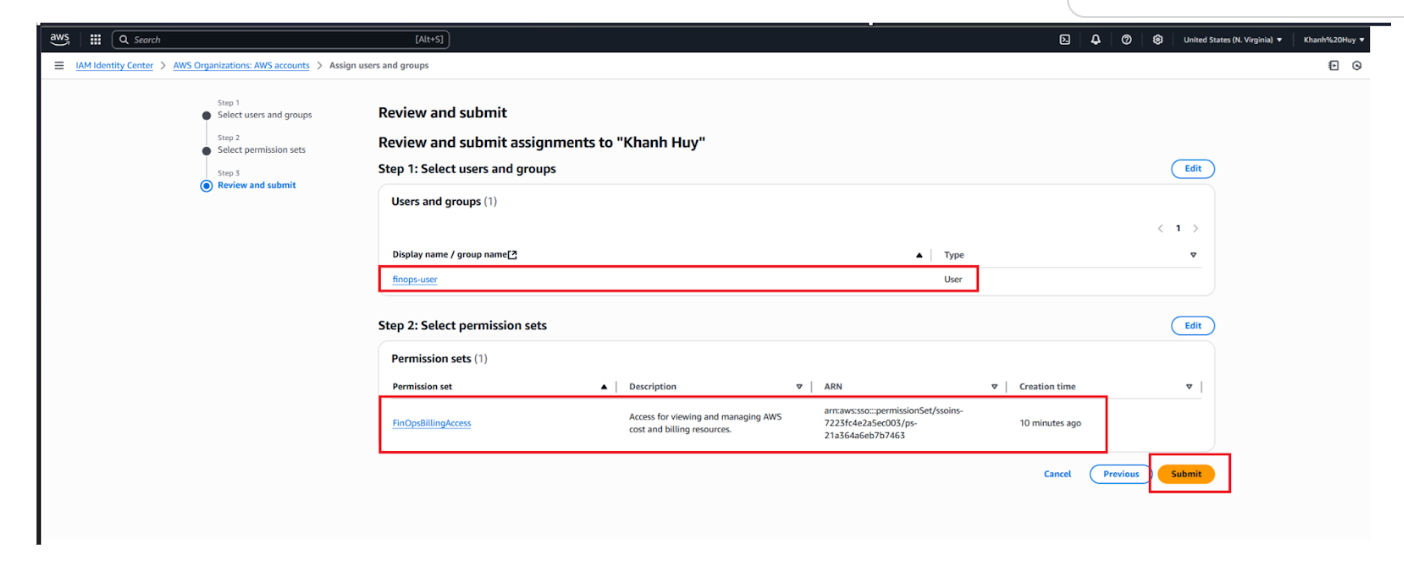 aws
Search
[Alt+S]
United States (N. Virginia)
Khanh%20Huy
IAM Identity Center > AWS Organizations: AWS accounts > Assign users and groups
Step 1
Select users and groups
Step 2
Select permission sets
Step 3
Review and submit
Review and submit
Review and submit assignments to "Khanh Huy"
Step 1: Select users and groups
Edit
Users and groups (1)
< 1 >
Display name / group name
Type
finops-user
User
Step 2: Select permission sets
Edit
Permission sets (1)
Permission set
Description
ARN
Creation time
FinOpsBillingAccess
Access for viewing and managing AWS
cost and billing resources.
arn:aws:sso:::permissionSet/ssoins-
7223fc4e2a5ec003/ps-
21a364a6eb7b7463
10 minutes ago
Cancel
Previous
Submit